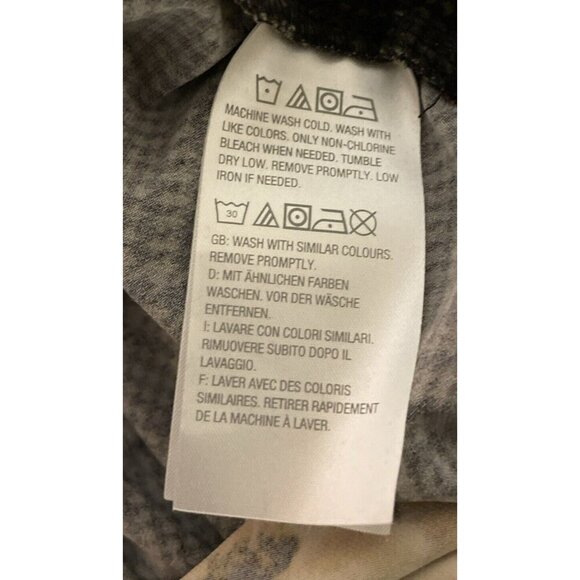 MACHINE WASH COLD. WASH WITH
LIKE COLORS. ONLY NON-CHLORINE
BLEACH WHEN NEEDED. TUMBLE
DRY LOW. REMOVE PROMPTLY. LOW
IRON IF NEEDED.
30
GB: WASH WITH SIMILAR COLOURS.
REMOVE PROMPTLY.
D: MIT ÄHNLICHEN FARBEN
WASCHEN. VOR DER WÄSCHE
ENTFERNEN.
I: LAVARE CON COLORI SIMILARI.
RIMUOVERE SUBITO DOPO IL
LAVAGGIO.
F: LAVER AVEC DES COLORIS
SIMILAIRES. RETIRER RAPIDEMENT
DE LA MACHINE À LAVER.